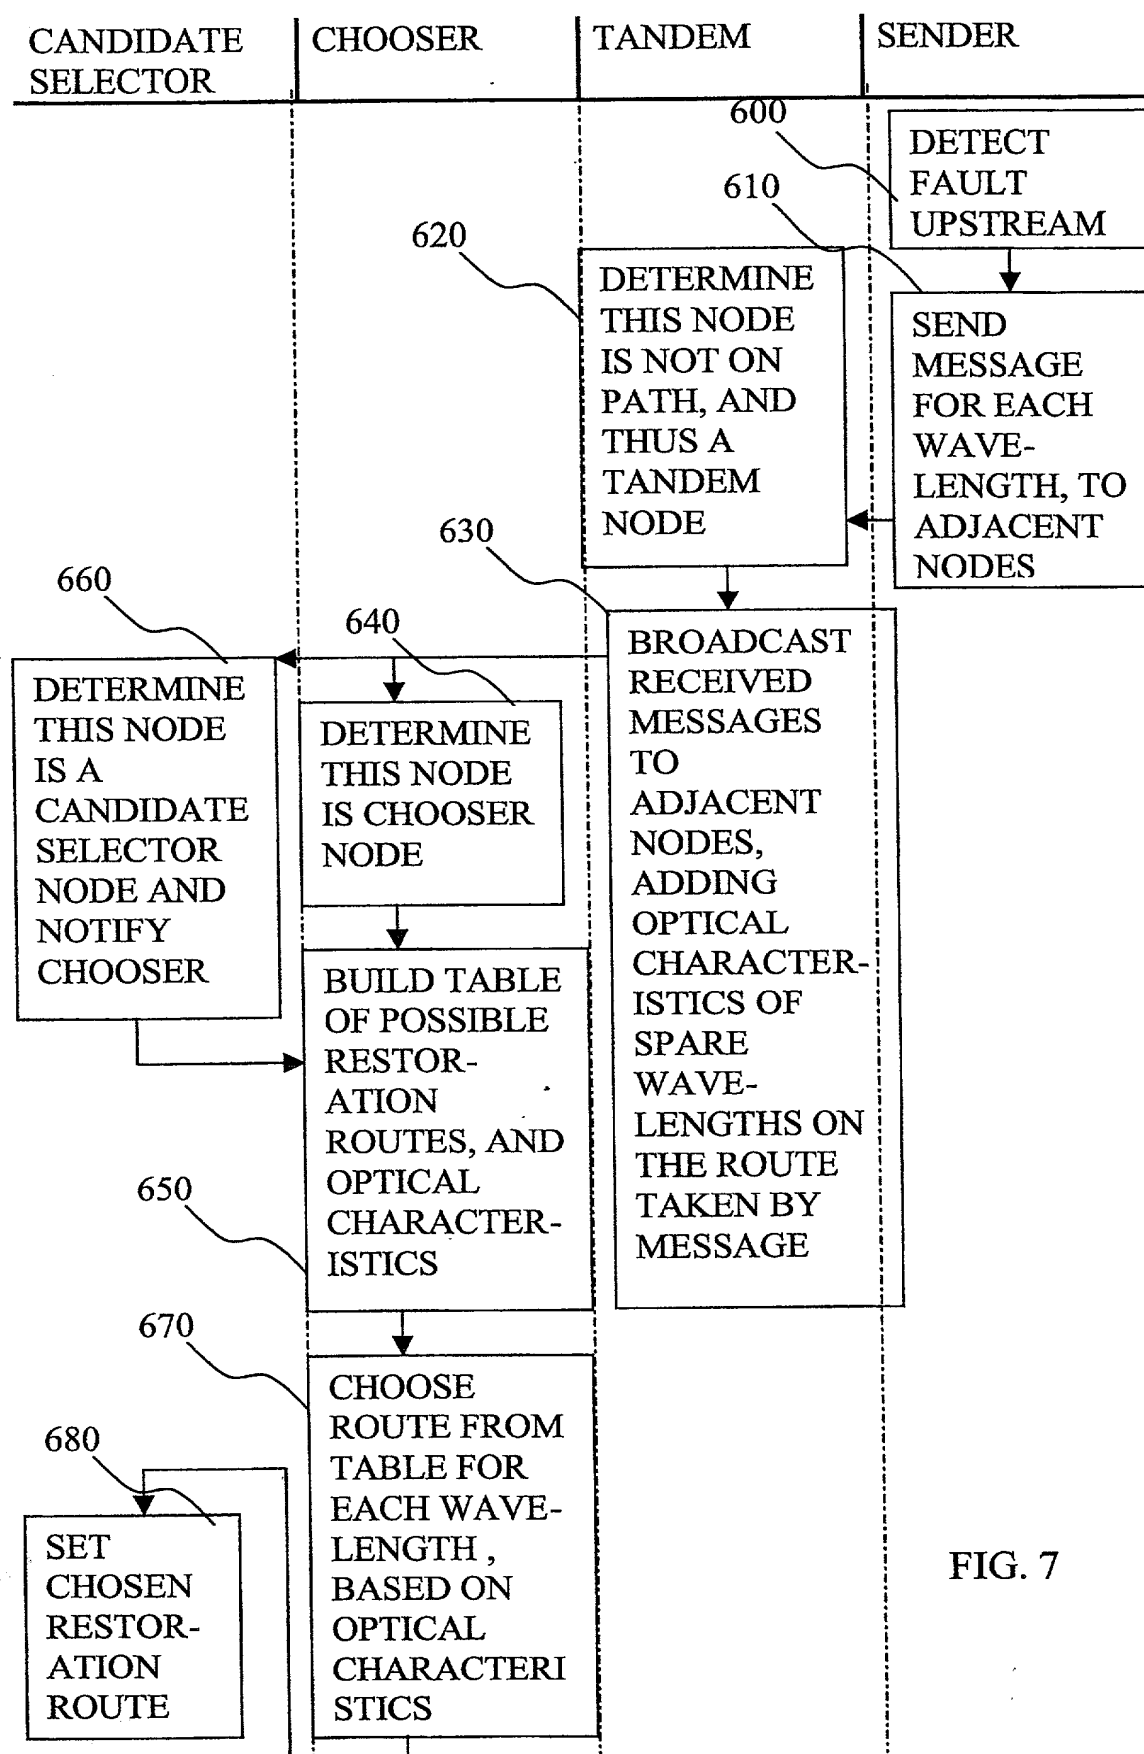 CANDIDATE
SELECTOR
CHOOSER
TANDEM
SENDER
600
DETECT
FAULT
UPSTREAM
610
SEND
MESSAGE
FOR EACH
WAVE-
LENGTH, TO
ADJACENT
NODES
620
DETERMINE
THIS NODE
IS NOT ON
PATH, AND
THUS A
TANDEM
NODE
630
BROADCAST
RECEIVED
MESSAGES
TO
ADJACENT
NODES,
ADDING
OPTICAL
CHARACTER-
ISTICS OF
SPARE
WAVE-
LENGTHS ON
THE ROUTE
TAKEN BY
MESSAGE
640
DETERMINE
THIS NODE
IS CHOOSER
NODE
660
DETERMINE
THIS NODE
IS A
CANDIDATE
SELECTOR
NODE AND
NOTIFY
CHOOSER
650
BUILD TABLE
OF POSSIBLE
RESTOR-
ATION
ROUTES, AND
OPTICAL
CHARACTER-
ISTICS
670
CHOOSE
ROUTE FROM
TABLE FOR
EACH WAVE-
LENGTH ,
BASED ON
OPTICAL
CHARACTERI
STICS
680
SET
CHOSEN
RESTOR-
ATION
ROUTE
FIG. 7